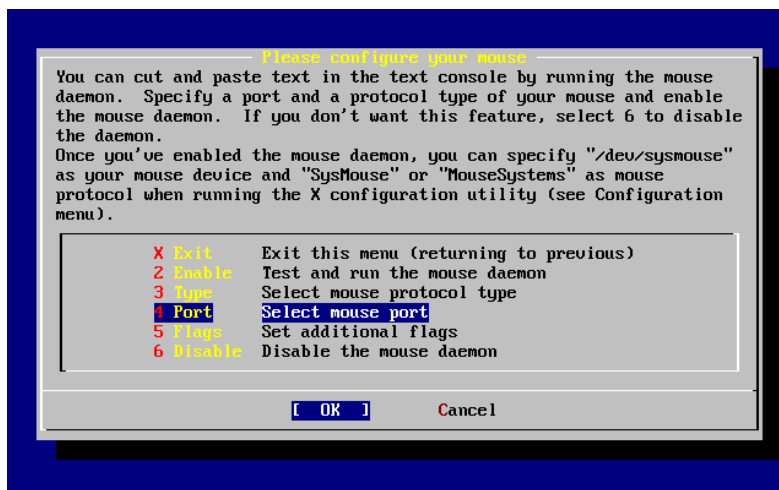 Please configure your mouse
You can cut and paste text in the text console by running the mouse
daemon.  Specify a port and a protocol type of your mouse and enable
the mouse daemon.  If you don't want this feature, select 6 to disable
the daemon.
Once you've enabled the mouse daemon, you can specify "/dev/sysmouse"
as your mouse device and "SysMouse" or "MouseSystems" as mouse
protocol when running the X configuration utility (see Configuration
menu).
X Exit Exit this menu (returning to previous)
2 Enable Test and run the mouse daemon
3 Type Select mouse protocol type
4 Port Select mouse port
5 Flags Set additional flags
6 Disable Disable the mouse daemon
[ OK ] Cancel